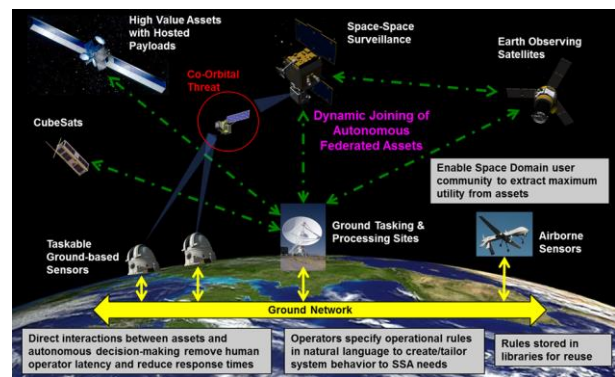 High Value Assets
with Hosted
Payloads
Space-Space
Surveillance
Earth Observing
Satellites
Co-Orbital
Threat
CubeSats
Dynamic Joining of
Autonomous
Federated Assets
Enable Space Domain user
community to extract maximum
utility from assets
Taskable
Ground-based
Sensors
Ground Tasking &
Processing Sites
Airborne
Sensors
Ground Network
Direct interactions between assets and
autonomous decision-making remove human
operator latency and reduce response times
Operators specify operational rules
in natural language to create/tailor
system behavior to SSA needs
Rules stored in
libraries for reuse